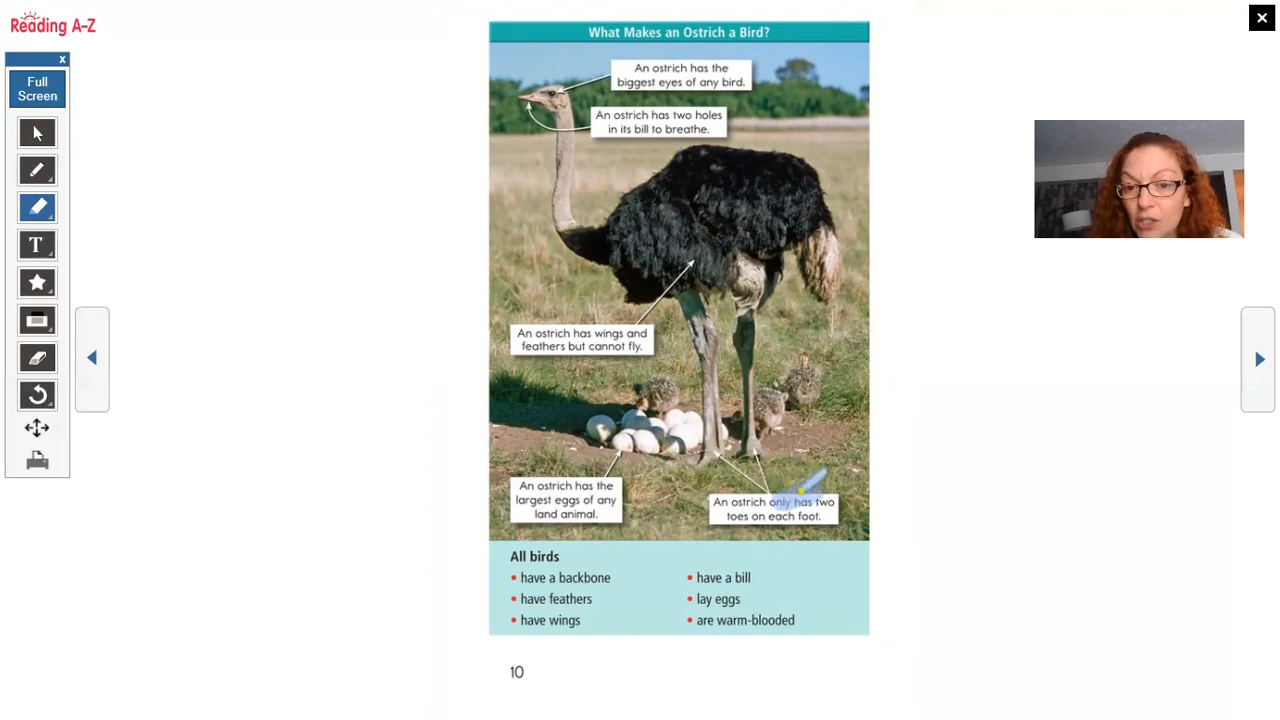 Reading A-Z
x
Full
Screen
T
What Makes an Ostrich a Bird?
An ostrich has the
biggest eyes of any bird.
An ostrich has two holes
in its bill to breathe.
An ostrich has wings and
feathers but cannot fly.
An ostrich has the
largest eggs of any
land animal.
An ostrich only has two
toes on each foot.
All birds
• have a backbone
• have feathers
• have wings
• have a bill
• lay eggs
• are warm-blooded
10